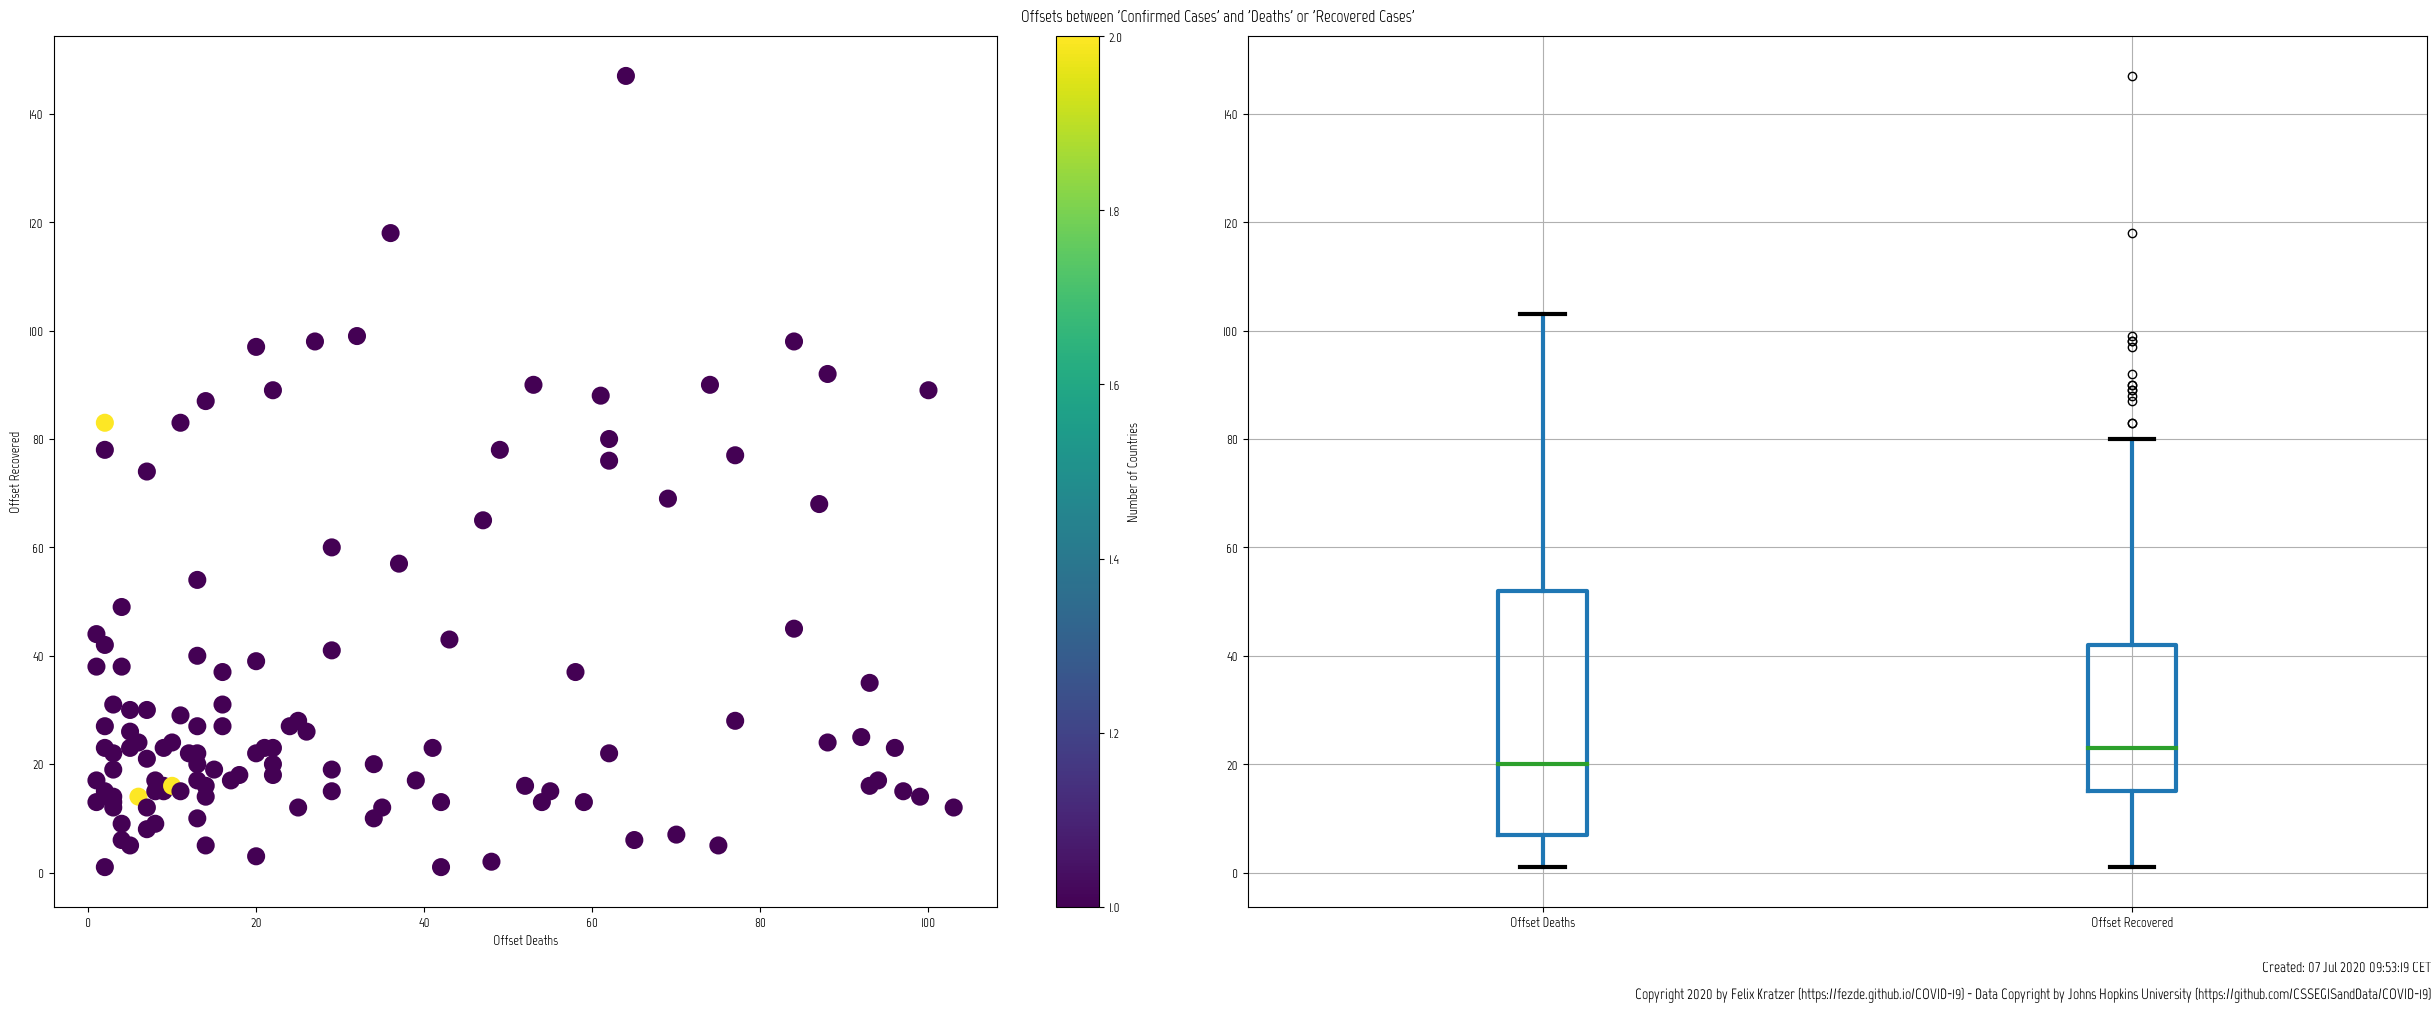 Offsets between 'Confirmed Cases' and 'Deaths' or 'Recovered Cases'
140
120
100
80
60
40
20
0
Offset Recovered
0 20 40 60 80 100
Offset Deaths
2.0
1.8
1.6
1.4
1.2
1.0
Number of Countries
140
120
100
80
60
40
20
0
Offset Deaths Offset Recovered
Created: 07 Jul 2020 09:53:19 CET
Copyright 2020 by Felix Kratzer (https://fezde.github.io/COVID-19) - Data Copyright by Johns Hopkins University (https://github.com/CSSEGISandData/COVID-19)